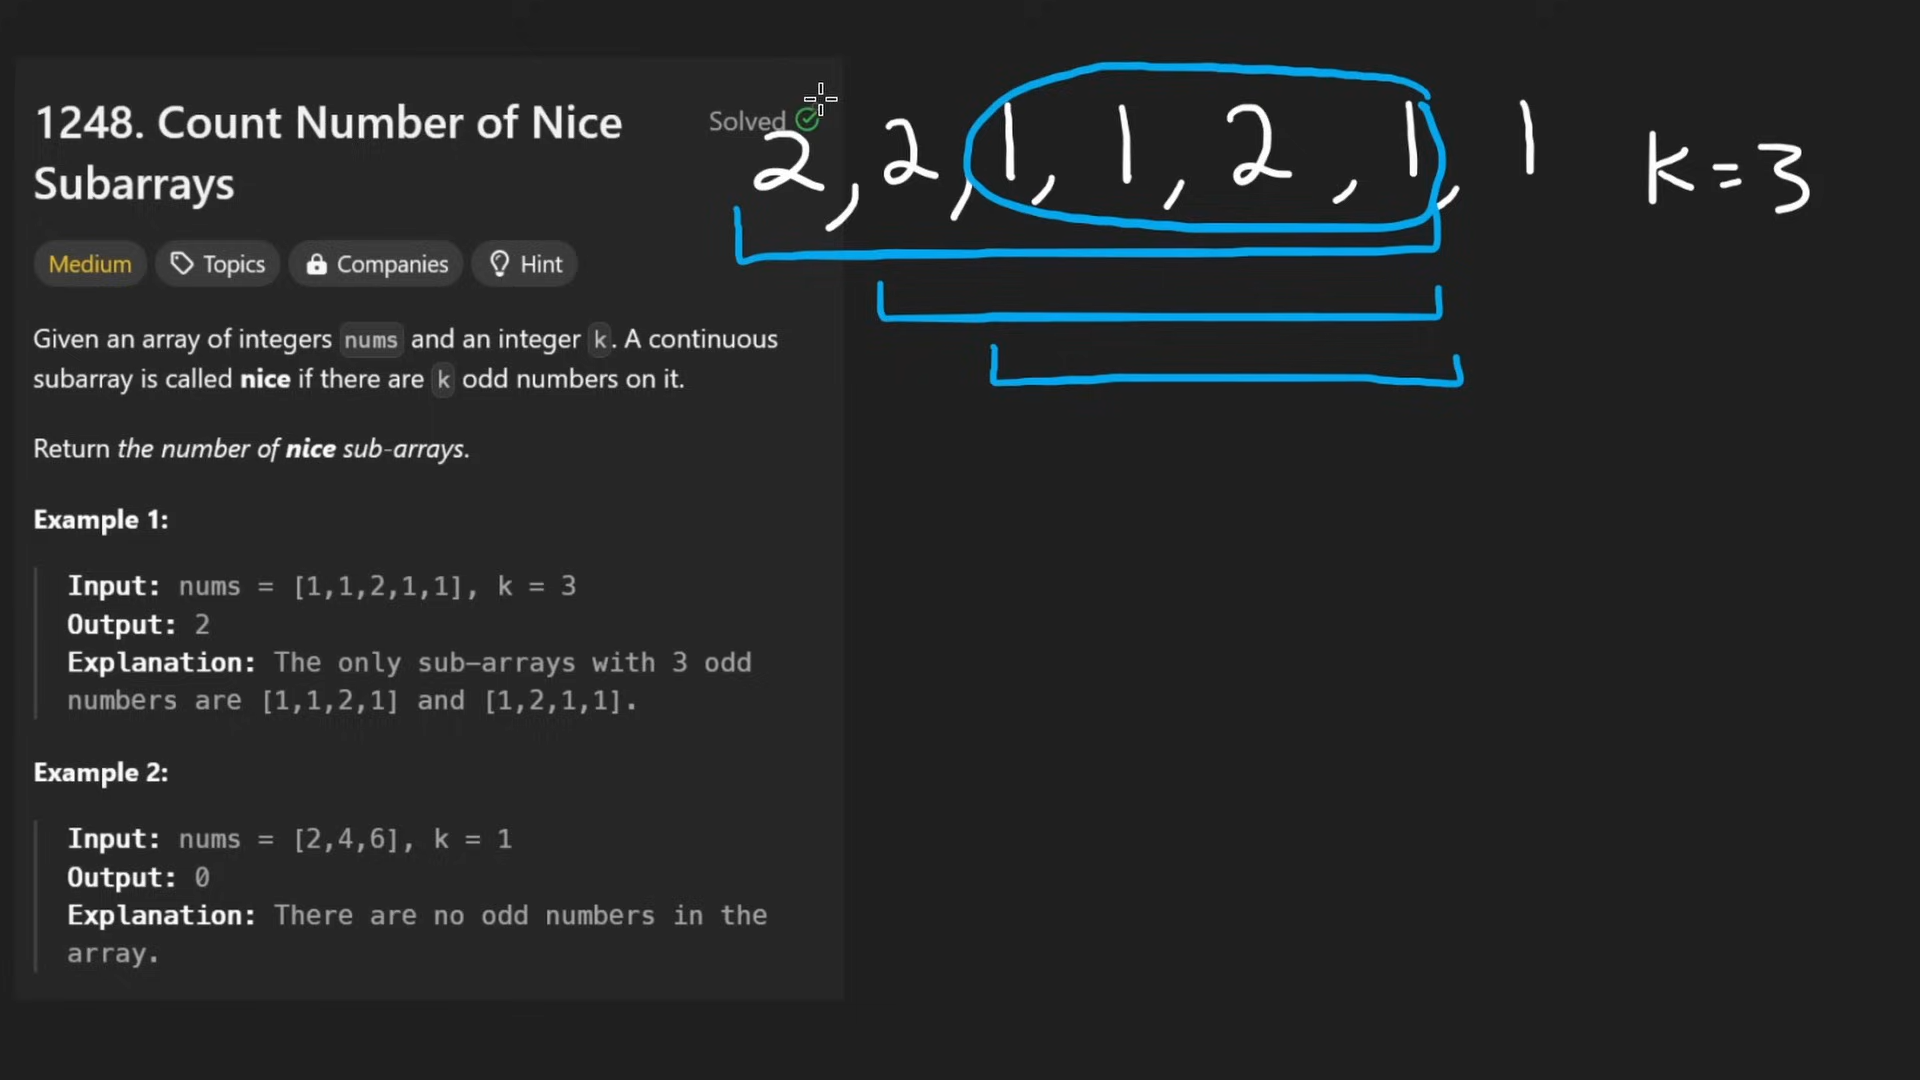 1248. Count Number of Nice
Subarrays
Solved
2, 2, 1, 1, 2, 1, 1 k = 3
Medium Topics Companies Hint
Given an array of integers nums and an integer k. A continuous
subarray is called nice if there are k odd numbers on it.
Return the number of nice sub-arrays.
Example 1:
Input: nums = [1,1,2,1,1], k = 3
Output: 2
Explanation: The only sub-arrays with 3 odd
numbers are [1,1,2,1] and [1,2,1,1].
Example 2:
Input: nums = [2,4,6], k = 1
Output: 0
Explanation: There are no odd numbers in the
array.